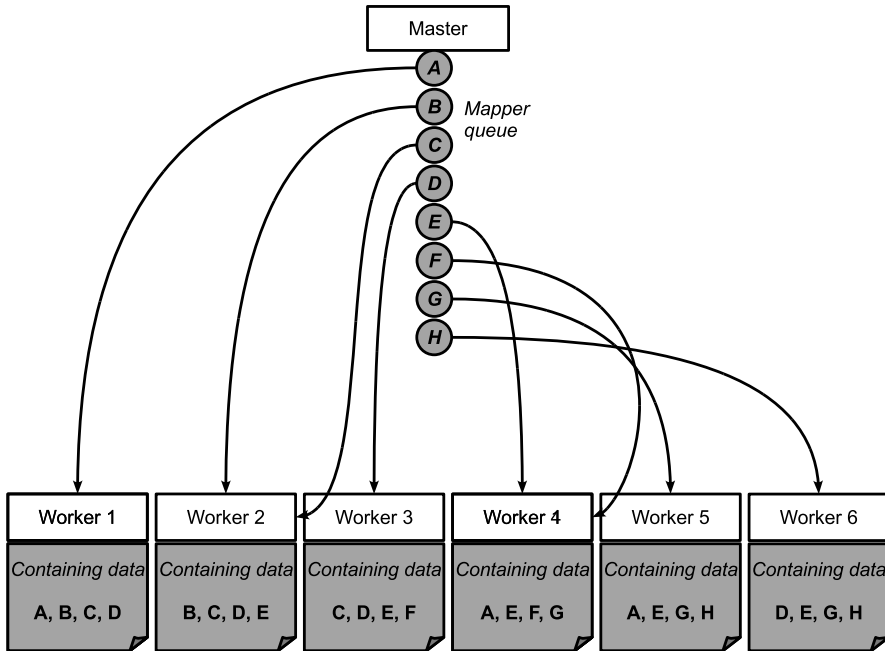 Master
A
B
Mapper
queue
C
D
E
F
G
H
Worker 1
Worker 2
Worker 3
Worker 4
Worker 5
Worker 6
Containing data
Containing data
Containing data
Containing data
Containing data
Containing data
A, B, C, D
B, C, D, E
C, D, E, F
A, E, F, G
A, E, G, H
D, E, G, H